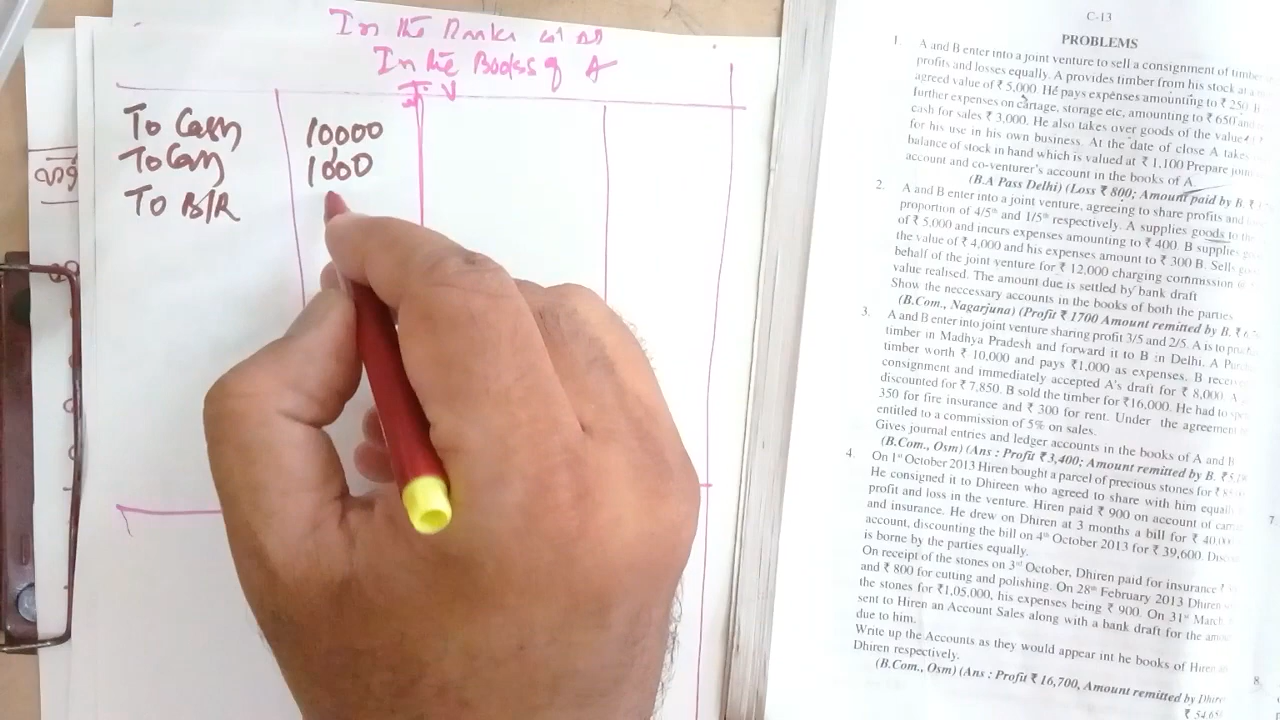 In the Books of A
J. V
To Cash 10000
To Cash 1000
To B/R
C-13
PROBLEMS
1. A and B enter into a joint venture to sell a consignment of timber
profits and losses equally. A provides timber from his stock at a
agreed value of ₹ 5,000. He pays expenses amounting to ₹ 250.
further expenses on cartage, storage etc, amounting to ₹ 650 and
cash for sales ₹ 3,000. He also takes over goods of the value
for his use in his own business. At the date of close A takes
balance of stock in hand which is valued at ₹ 1,100 Prepare join
account and co-venturer's account in the books of A.
(B.A Pass Delhi) (Loss ₹ 800; Amount paid by B. ₹
2. A and B enter into a joint venture, agreeing to share profits and
proportion of 4/5th and 1/5th respectively. A supplies goods to the
of ₹ 5,000 and incurs expenses amounting to ₹ 400. B supplies
the value of ₹ 4,000 and his expenses amount to ₹ 300 B. Sells
behalf of the joint venture for ₹ 12,000 charging commnission
value realised. The amount due is settled by bank draft
Show the neccessary accounts in the books of both the parties
(B.Com., Nagarjuna) (Profit ₹ 1700 Amount remitted by B. ₹
3. A and B enter into joint venture sharing profit 3/5 and 2/5. A is to
timber in Madhya Pradesh and forward it to B in Delhi. A
timber worth ₹ 10,000 and pays ₹1,000 as expenses. B
consignment and immediately accepted A's draft for ₹ 8,000. A
discounted for ₹ 7,850. B sold the timber for ₹16,000. He had to
350 for fire insurance and ₹ 300 for rent. Under the agreement
entitled to a commission of 5% on sales.
Gives journal entries and ledger accounts in the books of A and B
(B.Com., Osm) (Ans : Profit ₹ 3,400; Amount remitted by B. ₹
4. On 1st October 2013 Hiren bought a parcel of precious stones for ₹
He consigned it to Dhireen who agreed to share with him
profit and loss in the venture. Hiren paid ₹ 900 on account of
and insurance. He drew on Dhiren at 3 months a bill for ₹
account, discounting the bill on 4th October 2013 for ₹ 39,600.
is borne by the parties equally.
On receipt of the stones on 3rd October, Dhiren paid for insurance ₹
and ₹ 800 for cutting and polishing. On 28th February 2013 Dhiren
the stones for ₹1,05,000, his expenses being ₹ 900. On 31st March
sent to Hiren an Account Sales along with a bank draft for the
due to him.
Write up the Accounts as they would appear int he books of Hiren
Dhiren respectively.
(B.Com., Osm) (Ans : Profit ₹ 16,700, Amount remitted by
7
8.